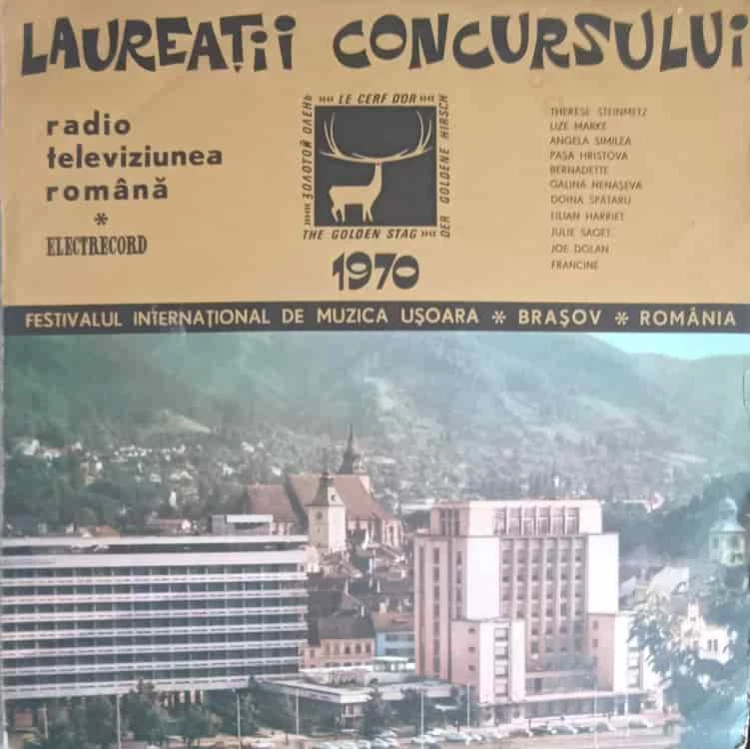 LAUREAȚII CONCURSULUI
radio
televiziunea
română
*
ELECTRECORD
LE CERF D'OR
ЗОЛОТОЙ ОЛЕНЬ
DER GOLDENE HIRSCH
THE GOLDEN STAG
1970
THERESE STEINMETZ
LIZE MARKE
ANGELA SIMILEA
PAȘA HRISTOVA
BERNADETTE
GALINA NENAȘEVA
DOINA SPĂTARU
LILIAN HARRIET
JULIE SAGET
JOE DOLAN
FRANCINE
FESTIVALUL INTERNAȚIONAL DE MUZICA UȘOARA * BRAȘOV * ROMÂNIA